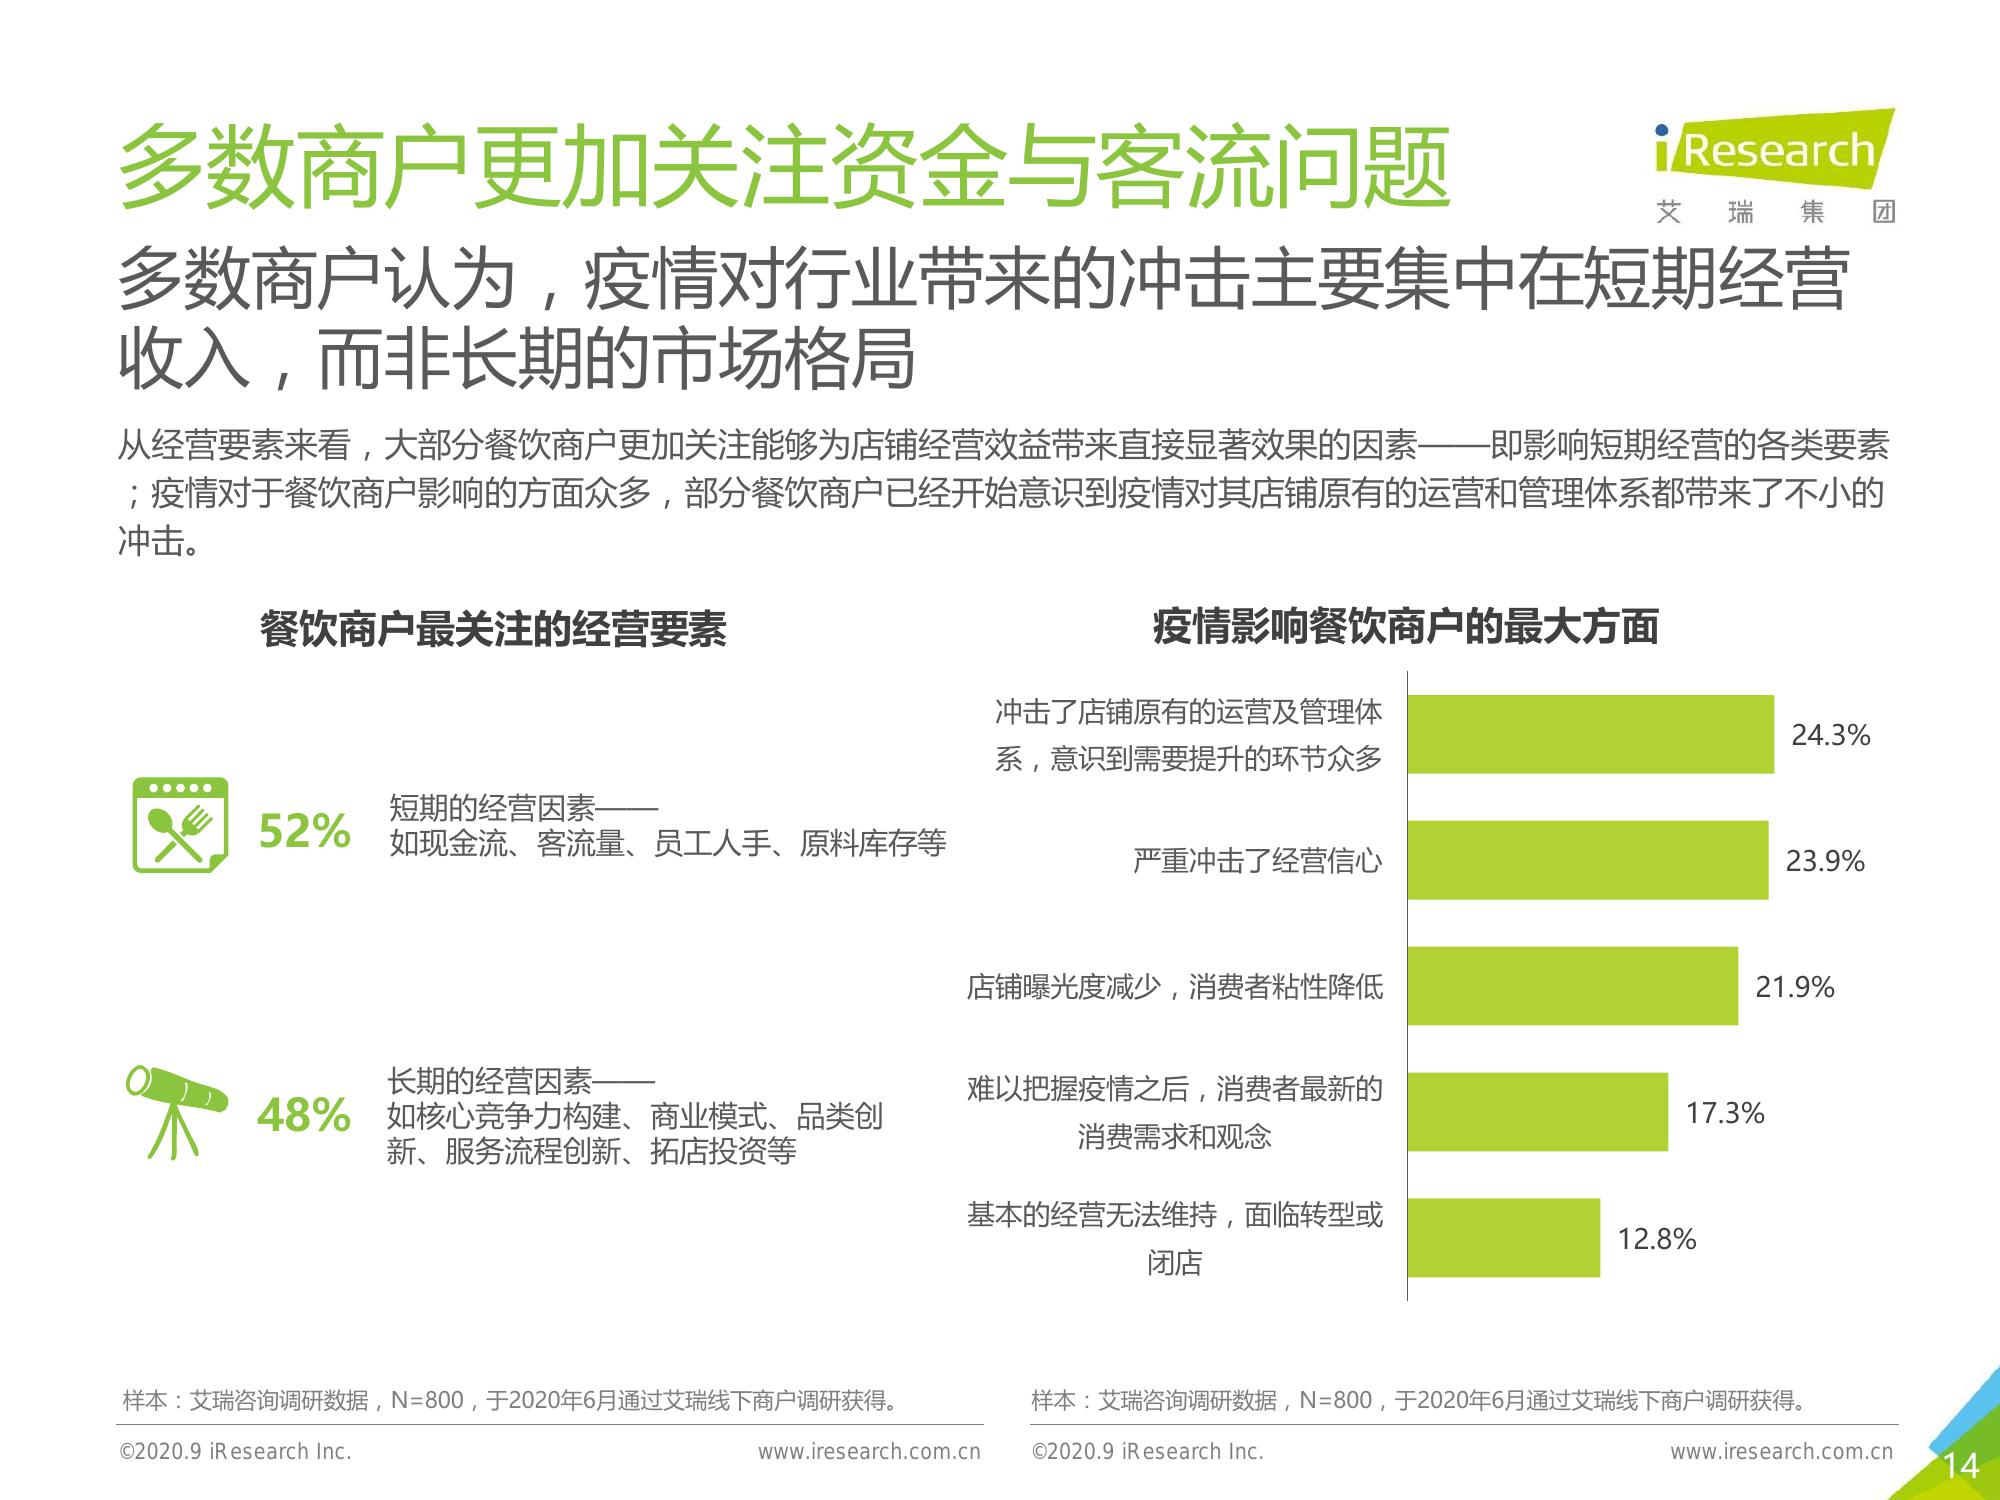 多数商户更加关注资金与客流问题
iResearch
艾瑞集团
多数商户认为，疫情对行业带来的冲击主要集中在短期经营
收入，而非长期的市场格局
从经营要素来看，大部分餐饮商户更加关注能够为店铺经营效益带来直接显著效果的因素——即影响短期经营的各类要素
；疫情对于餐饮商户影响的方面众多，部分餐饮商户已经开始意识到疫情对其店铺原有的运营和管理体系都带来了不小的
冲击。
餐饮商户最关注的经营要素
52%
短期的经营因素——
如现金流、客流量、员工人手、原料库存等
48%
长期的经营因素——
如核心竞争力构建、商业模式、品类创
新、服务流程创新、拓店投资等
样本：艾瑞咨询调研数据，N=800，于2020年6月通过艾瑞线下商户调研获得。
©2020.9 iResearch Inc.
www.iresearch.com.cn
疫情影响餐饮商户的最大方面
冲击了店铺原有的运营及管理体
系，意识到需要提升的环节众多
24.3%
严重冲击了经营信心
23.9%
店铺曝光度减少，消费者粘性降低
21.9%
难以把握疫情之后，消费者最新的
消费需求和观念
17.3%
基本的经营无法维持，面临转型或
闭店
12.8%
样本：艾瑞咨询调研数据，N=800，于2020年6月通过艾瑞线下商户调研获得。
©2020.9 iResearch Inc.
www.iresearch.com.cn
14